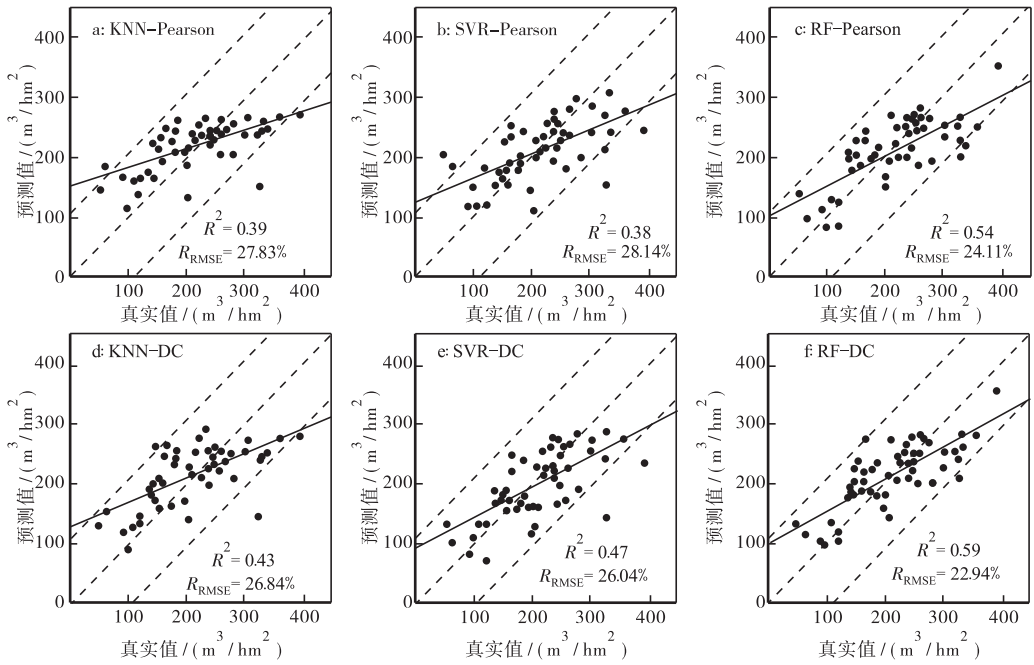 400
300
200
100
0
预测值 / (m³/hm²)
a: KNN–Pearson
R² = 0.39
R_RMSE = 27.83%
100 200 300 400
真实值 / (m³/hm²)
400
300
200
100
0
预测值 / (m³/hm²)
b: SVR–Pearson
R² = 0.38
R_RMSE = 28.14%
100 200 300 400
真实值 / (m³/hm²)
400
300
200
100
0
预测值 / (m³/hm²)
c: RF–Pearson
R² = 0.54
R_RMSE = 24.11%
100 200 300 400
真实值 / (m³/hm²)
400
300
200
100
0
预测值 / (m³/hm²)
d: KNN–DC
R² = 0.43
R_RMSE = 26.84%
100 200 300 400
真实值 / (m³/hm²)
400
300
200
100
0
预测值 / (m³/hm²)
e: SVR–DC
R² = 0.47
R_RMSE = 26.04%
100 200 300 400
真实值 / (m³/hm²)
400
300
200
100
0
预测值 / (m³/hm²)
f: RF–DC
R² = 0.59
R_RMSE = 22.94%
100 200 300 400
真实值 / (m³/hm²)